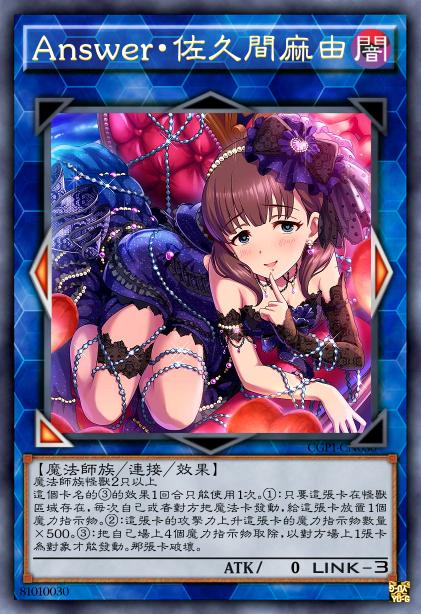 Answer・佐久間麻由 闇
CGP1-CN030
【魔法師族/連接/效果】
魔法師族怪獸2只以上
這個卡名的③的效果1回合只能使用1次。①：只要這張卡在怪獸
區域存在，每次自己或者對方把魔法卡發動，給這張卡放置1個
魔力指示物。②：這張卡的攻擊力上升這張卡的魔力指示物數量
×500。③：把自己場上4個魔力指示物取除，以對方場上1張卡
為對象才能發動。那張卡破壞。
ATK/ 0 LINK-3
81010030